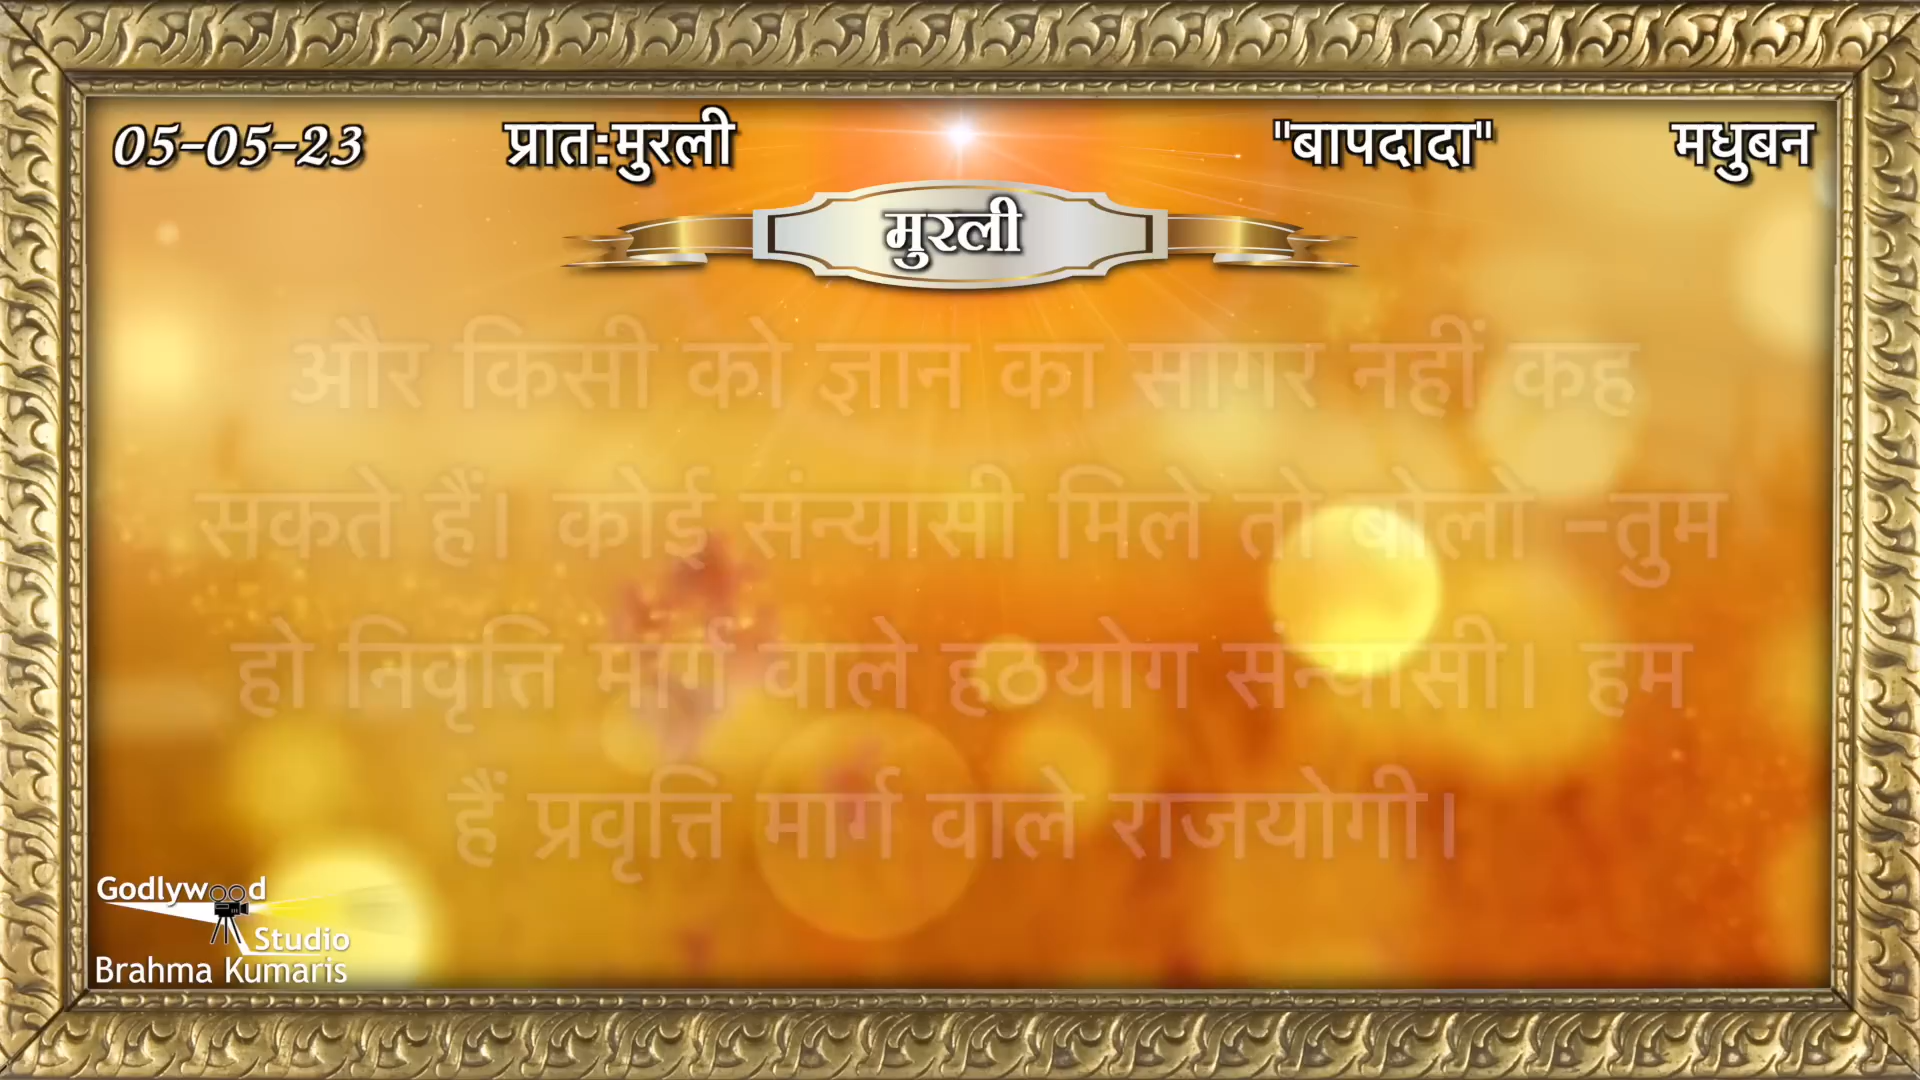 05-05-23 प्रात:मुरली "बापदादा" मधुबन
मुरली
और किसी को ज्ञान का सागर नहीं कह
सकते हैं। कोई संन्यासी मिले तो बोलो -तुम
हो निवृत्ति मार्ग वाले हठयोग संन्यासी। हम
हैं प्रवृत्ति मार्ग वाले राजयोगी।
Godlywood
Studio
Brahma Kumaris